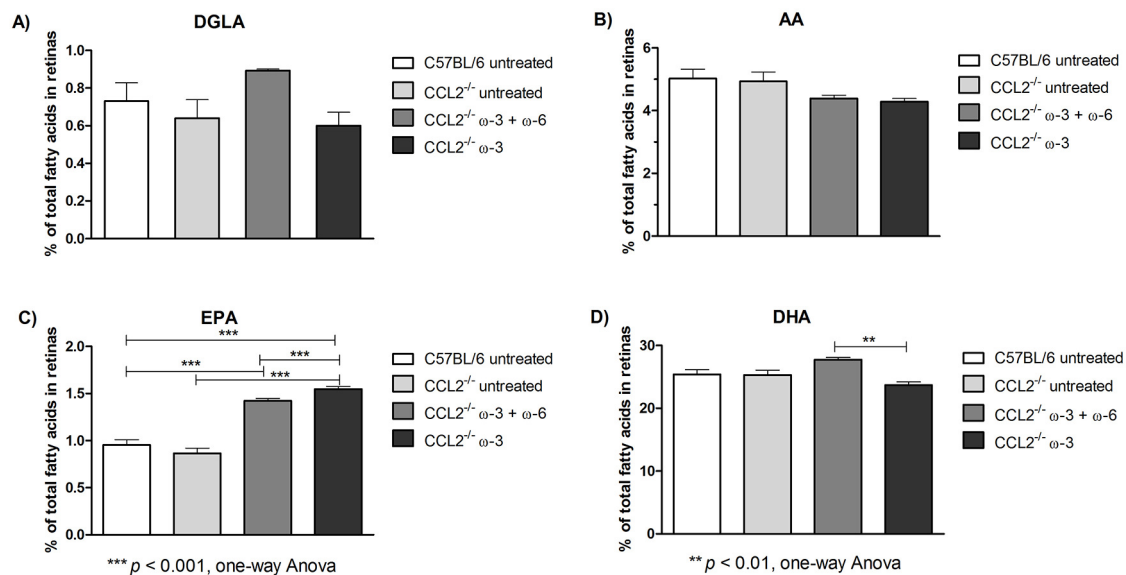 A)
DGLA
% of total fatty acids in retinas
1.0
0.8
0.6
0.4
0.2
0.0
C57BL/6 untreated
CCL2-/- untreated
CCL2-/- ω-3 + ω-6
CCL2-/- ω-3
B)
AA
% of total fatty acids in retinas
6
5
4
2
0
C57BL/6 untreated
CCL2-/- untreated
CCL2-/- ω-3 + ω-6
CCL2-/- ω-3
C)
EPA
% of total fatty acids in retinas
2.0
1.5
1.0
0.5
0.0
***
***
***
***
C57BL/6 untreated
CCL2-/- untreated
CCL2-/- ω-3 + ω-6
CCL2-/- ω-3
*** p < 0.001, one-way Anova
D)
DHA
% of total fatty acids in retinas
30
20
10
0
**
C57BL/6 untreated
CCL2-/- untreated
CCL2-/- ω-3 + ω-6
CCL2-/- ω-3
** p < 0.01, one-way Anova